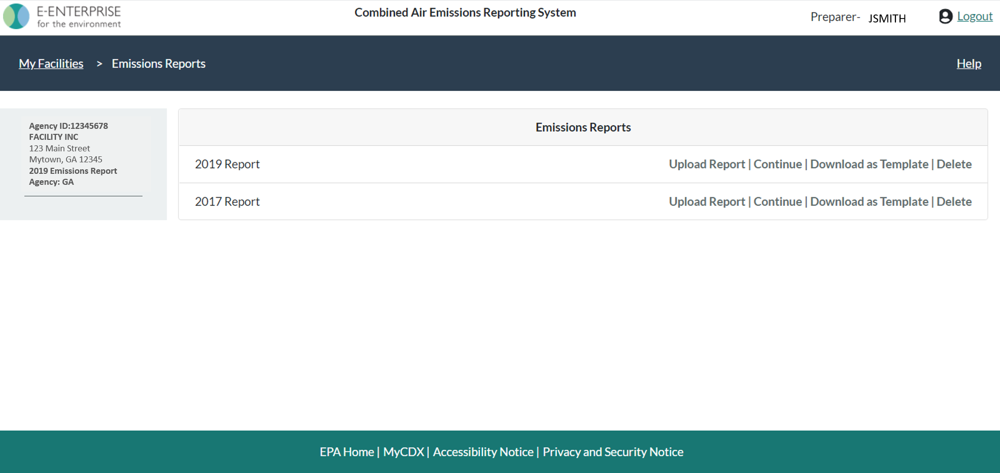 E-ENTERPRISE
for the environment
Combined Air Emissions Reporting System
Preparer- JSMITH
Logout
My Facilities > Emissions Reports
Help
Agency ID:12345678
FACILITY INC
123 Main Street
Mytown, GA 12345
2019 Emissions Report
Agency: GA
Emissions Reports
2019 Report
Upload Report | Continue | Download as Template | Delete
2017 Report
Upload Report | Continue | Download as Template | Delete
EPA Home | MyCDX | Accessibility Notice | Privacy and Security Notice